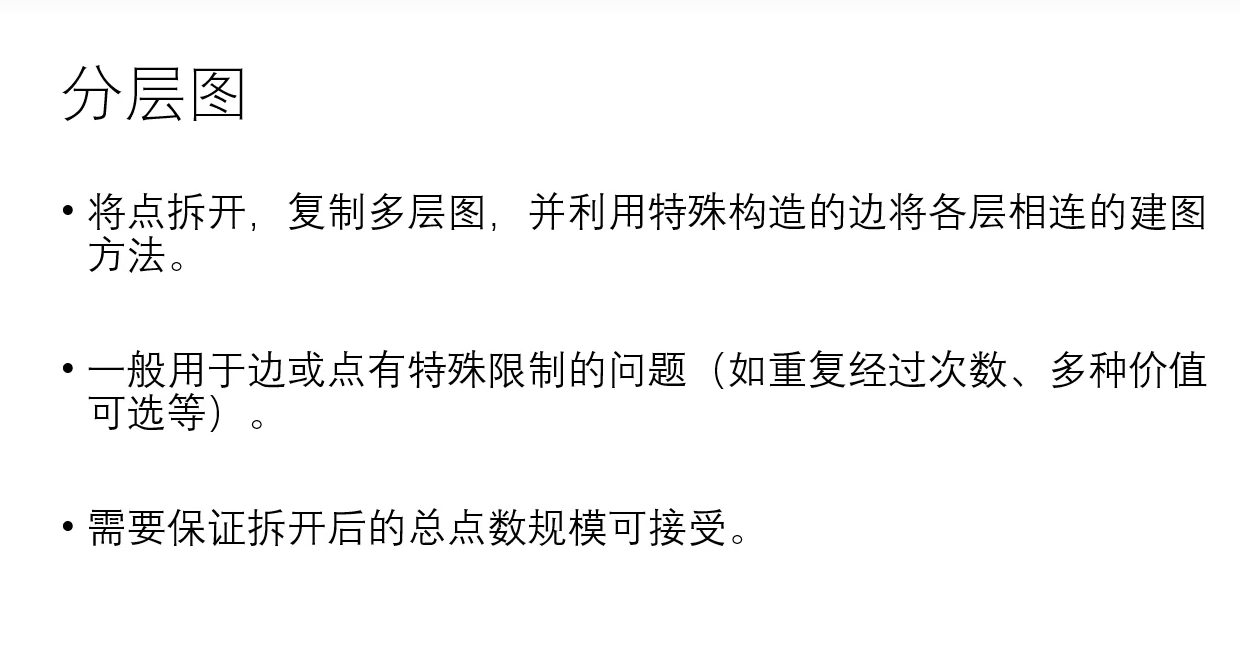 分层图
• 将点拆开，复制多层图，并利用特殊构造的边将各层相连的建图
方法。
• 一般用于边或点有特殊限制的问题（如重复经过次数、多种价值
可选等）。
• 需要保证拆开后的总点数规模可接受。